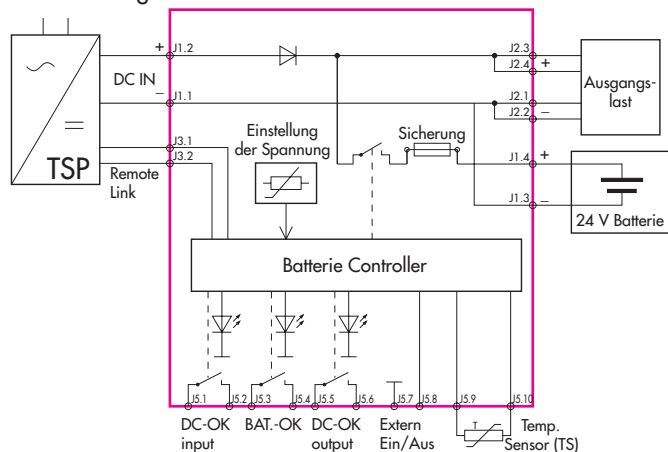 J1.2
J2.3
+
J2.4
+
DC IN
Ausgangs-
last
J1.1
–
J2.1
J2.2
–
J3.1
Einstellung
der Spannung
Sicherung
TSP
J3.2
Remote
Link
J1.4
+
J1.3
–
24 V Batterie
Batterie Controller
J5.1
J5.2
J5.3
J5.4
J5.5
J5.6
J5.7
J5.8
J5.9
J5.10
DC-OK
input
BAT.-OK
DC-OK
output
Extern
Ein/Aus
T
Temp.
Sensor (TS)